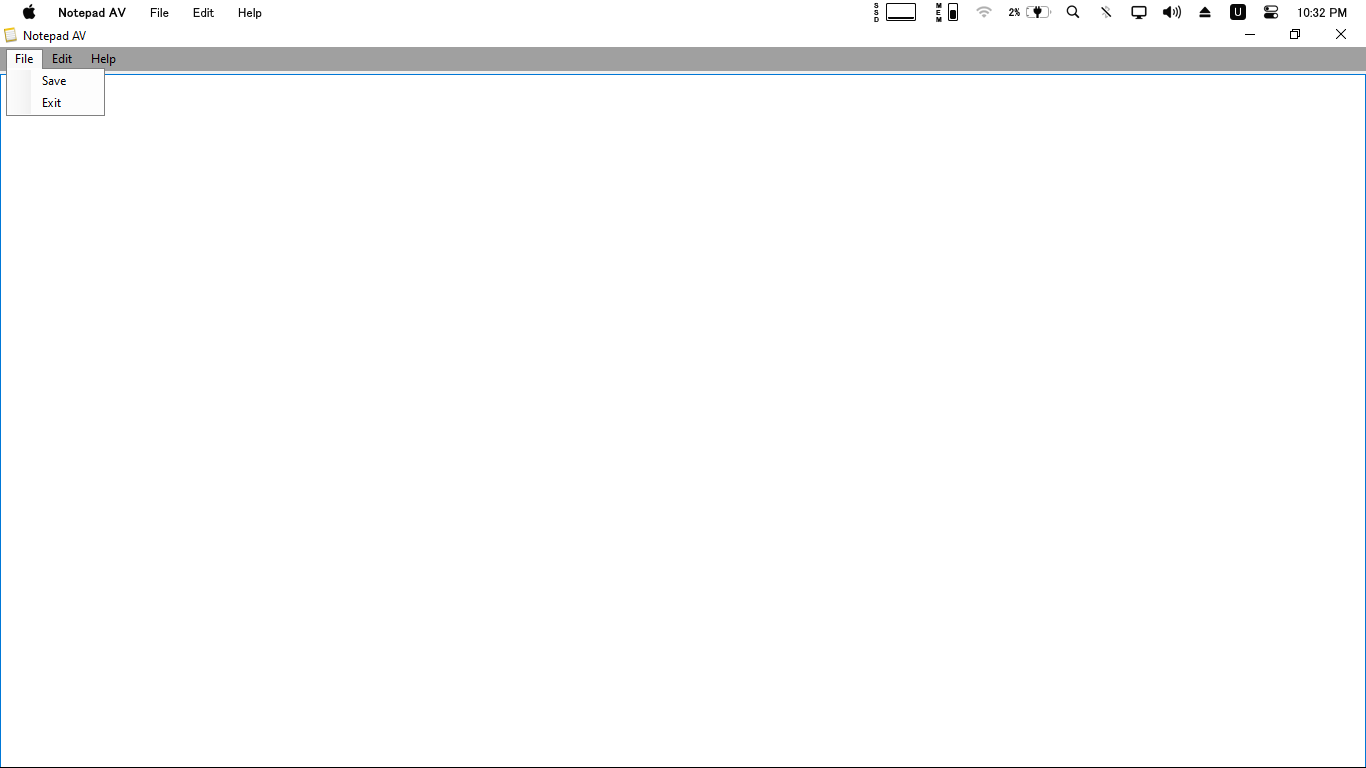 Notepad AV File Edit Help SSD MEM 2% U 10:32 PM
Notepad AV
File Edit Help
Save
Exit